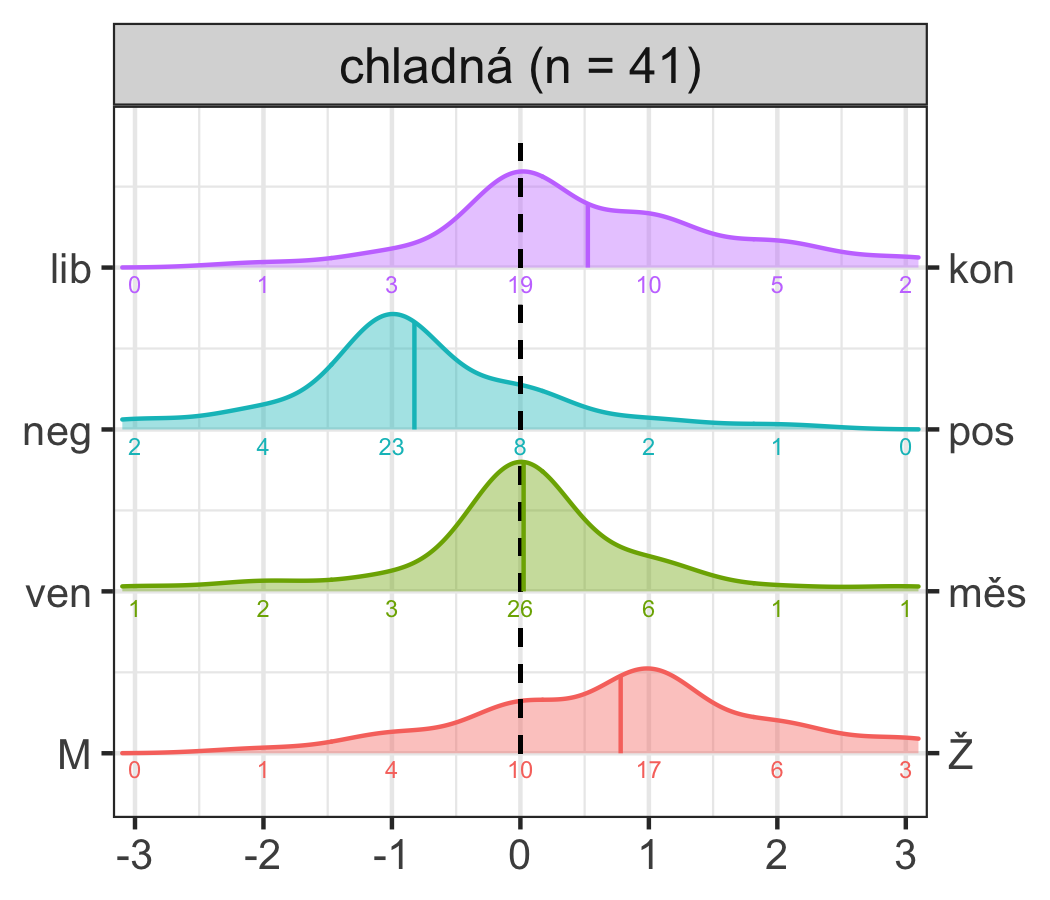 chladná (n = 41)
lib kon
0 1 3 19 10 5 2
neg pos
2 4 23 8 2 1 0
ven měs
1 2 3 26 6 1 1
M Ž
0 1 4 10 17 6 3
-3 -2 -1 0 1 2 3